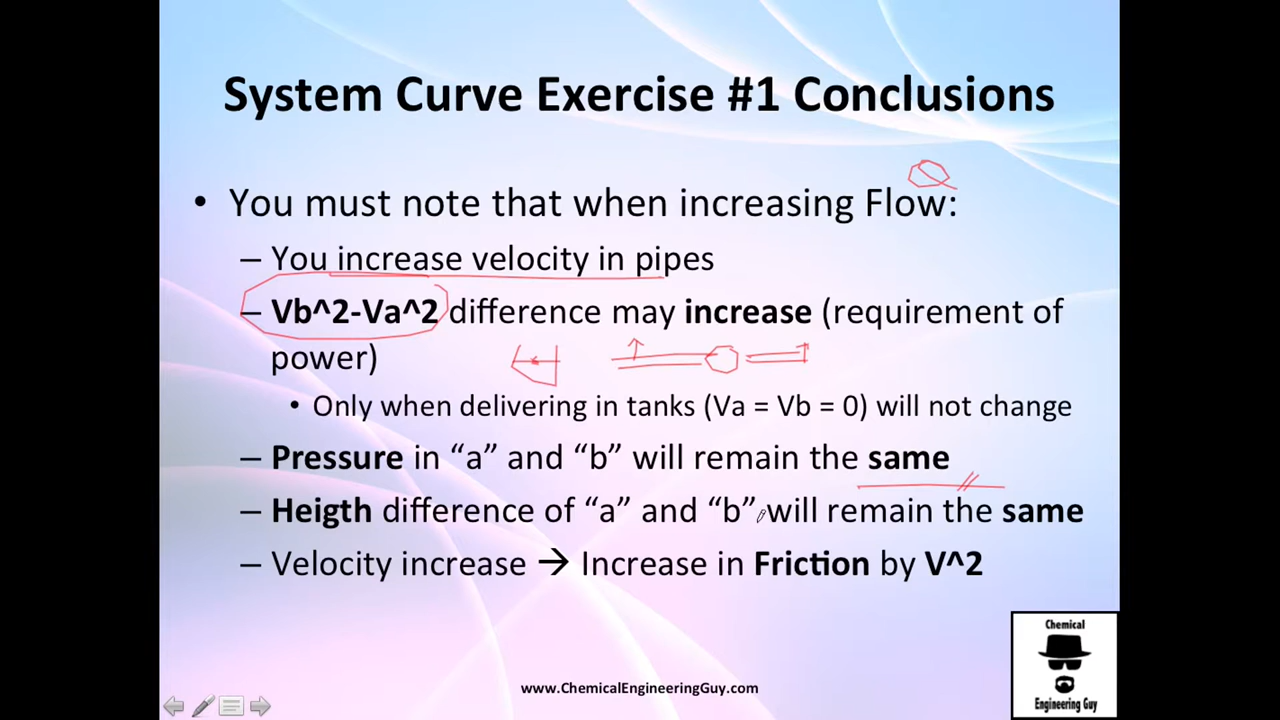 System Curve Exercise #1 Conclusions
Q
• You must note that when increasing Flow:
– You increase velocity in pipes
– Vb^2-Va^2 difference may increase (requirement of
power)
• Only when delivering in tanks (Va = Vb = 0) will not change
– Pressure in “a” and “b” will remain the same
– Heigth difference of “a” and “b” will remain the same
– Velocity increase → Increase in Friction by V^2
Chemical
Engineering Guy
www.ChemicalEngineeringGuy.com